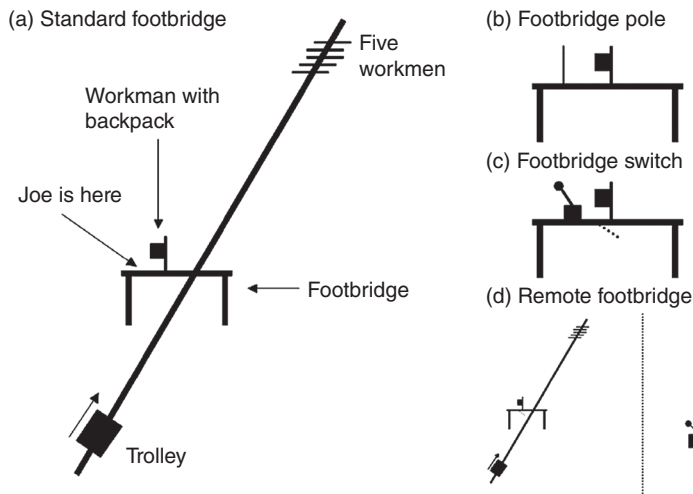 (a) Standard footbridge
Five
workmen
Workman with
backpack
Joe is here
Footbridge
Trolley
(b) Footbridge pole
(c) Footbridge switch
(d) Remote footbridge